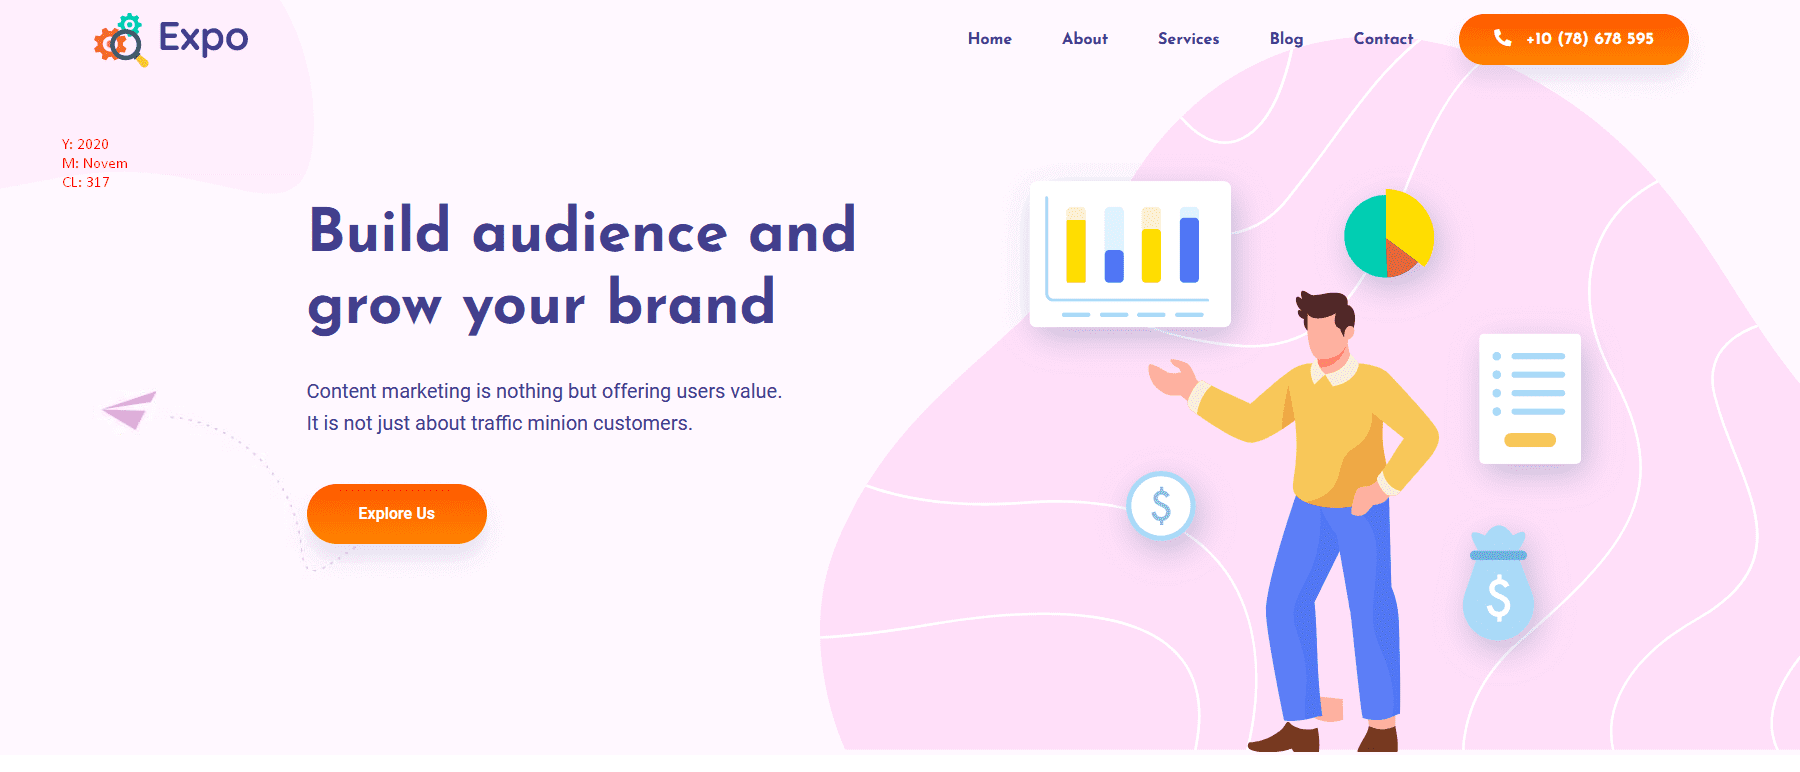 Expo
Home About Services Blog Contact +10 (78) 678 595
Y: 2020
M: Novem
CL: 317
Build audience and
grow your brand
Content marketing is nothing but offering users value.
It is not just about traffic minion customers.
Explore Us
$
$